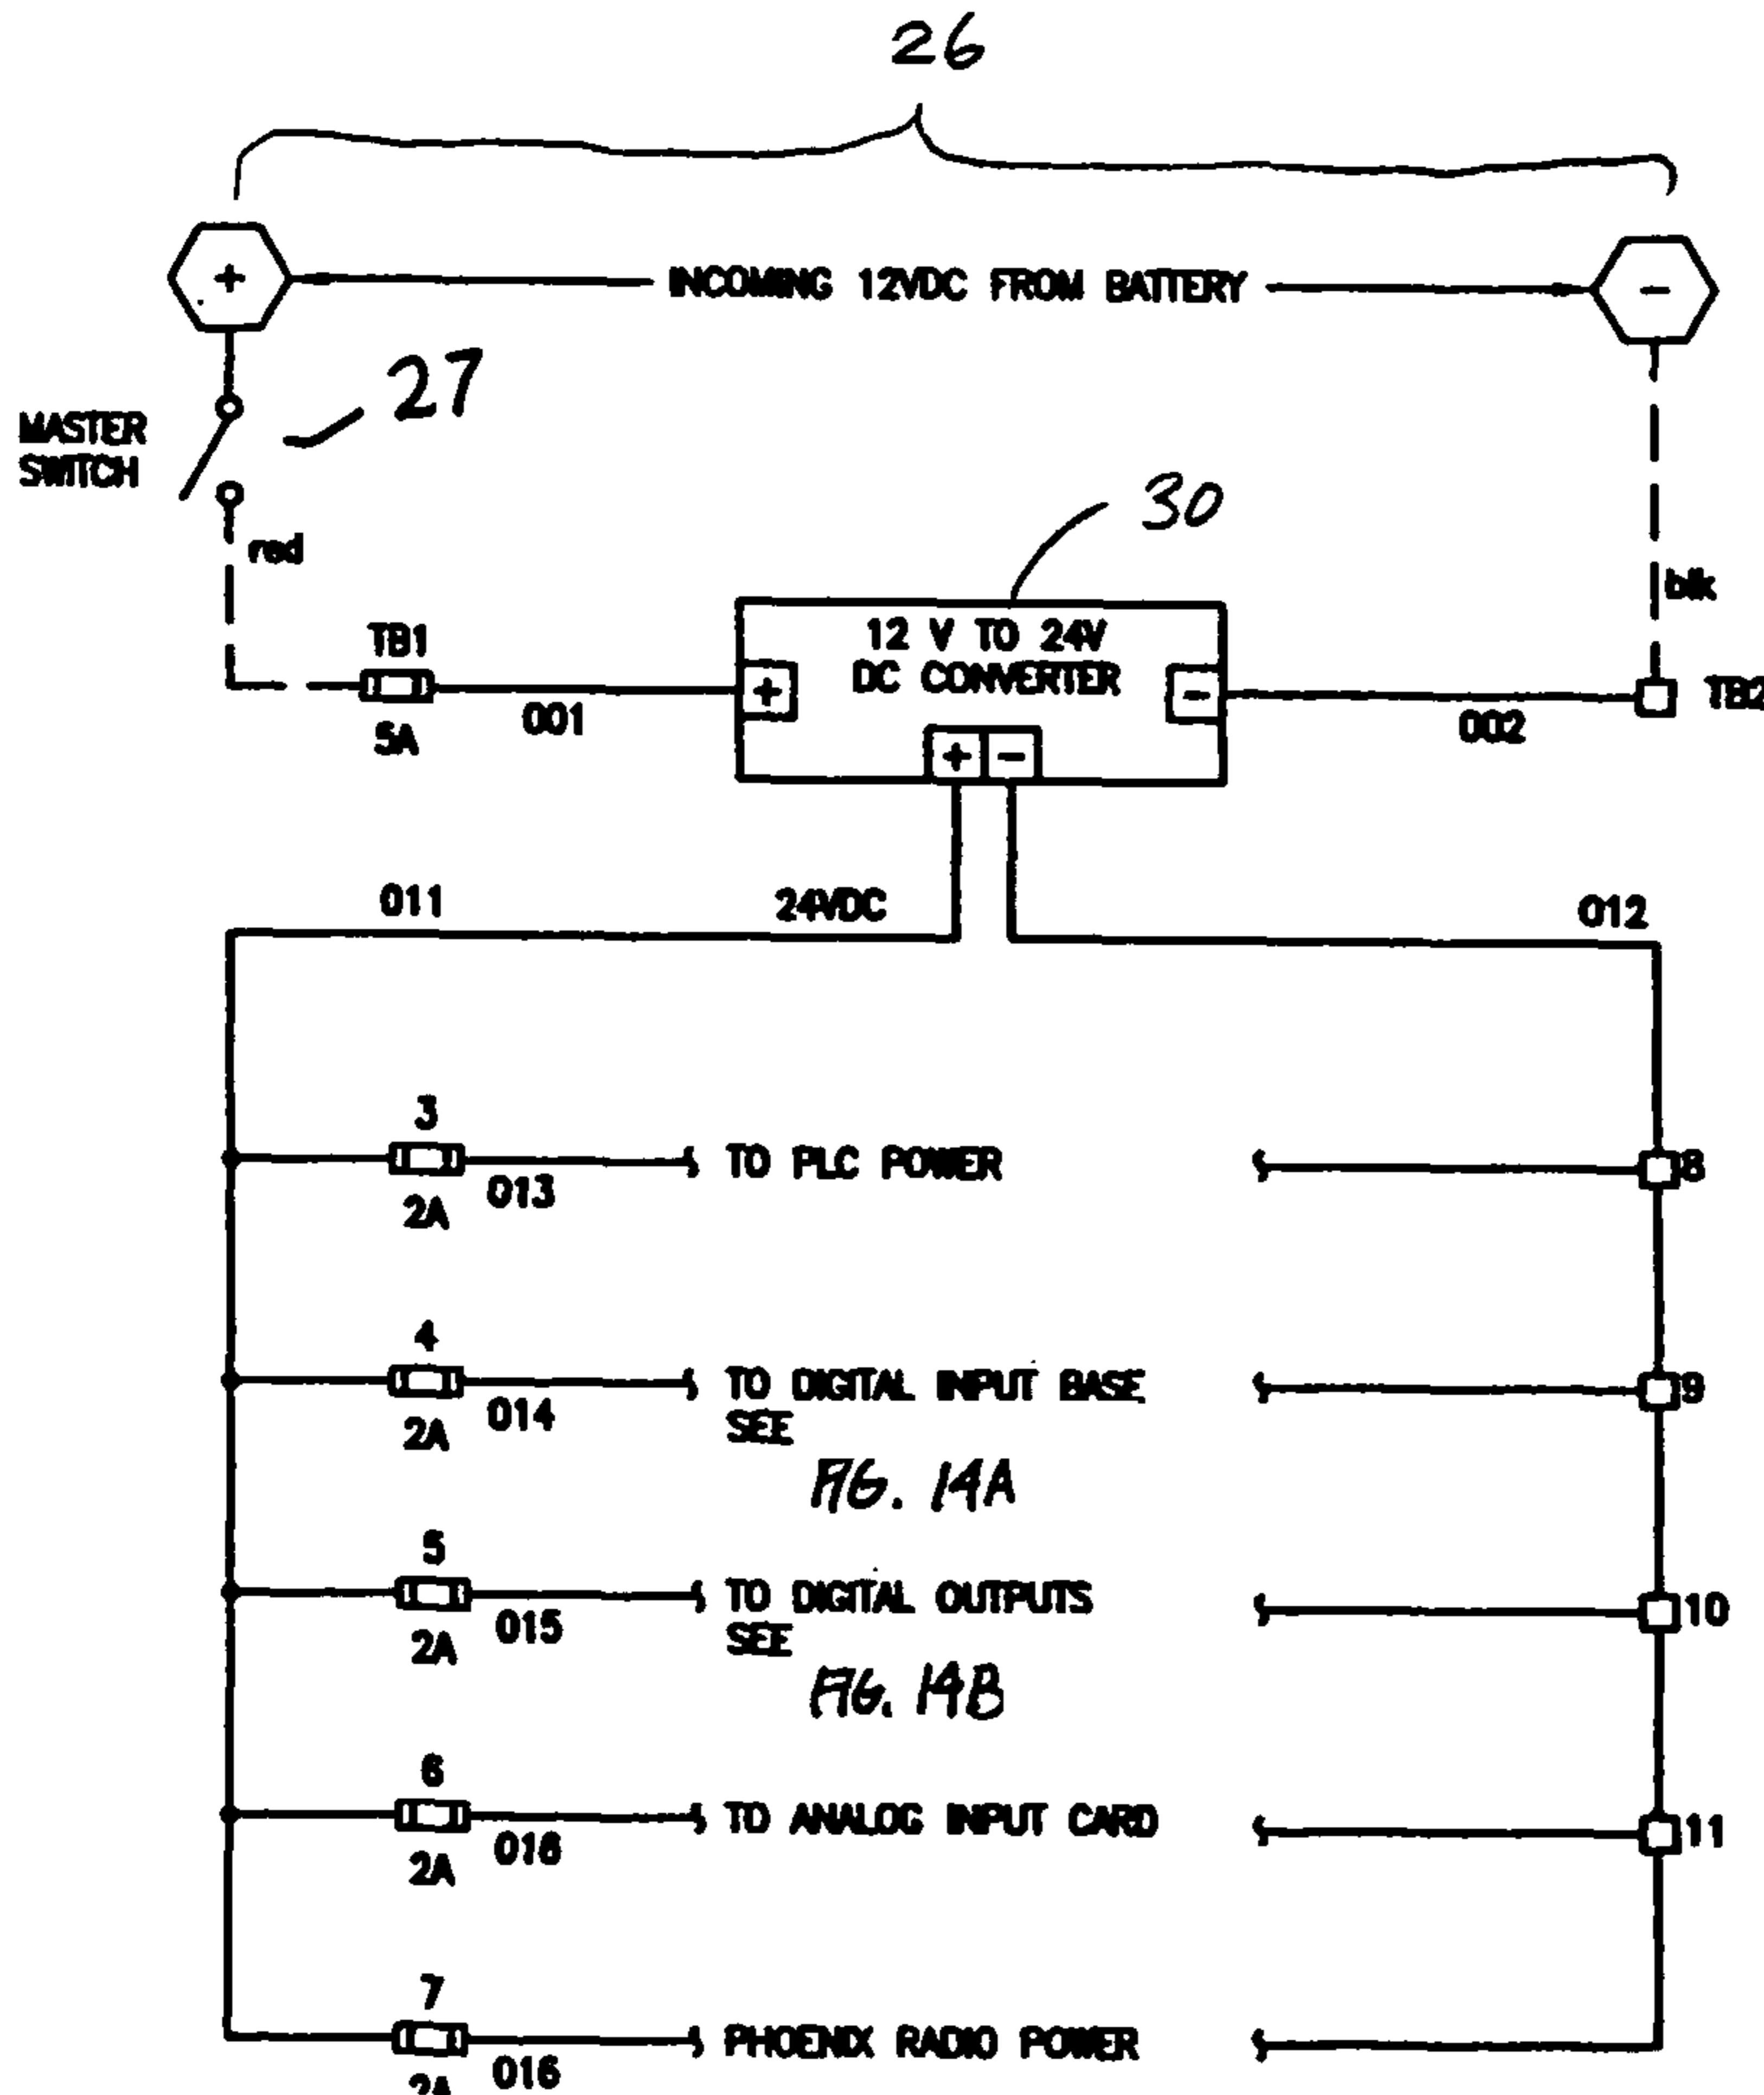 26
+ INCOMING 12VDC FROM BATTERY -
MASTER
SWITCH
27
red
30
blk
TB1
5A
001
12 V TO 24V
DC CONVERTER
+ -
+ -
002
TB2
011
24VDC
012
3
2A
013
TO PLC POWER
8
4
2A
014
TO DIGITAL INPUT BASE
SEE
FIG. 14A
9
5
2A
015
TO DIGITAL OUTPUTS
SEE
FIG. 14B
10
6
2A
016
TO ANALOG INPUT CARD
11
7
2A
016
PHOENIX RADIO POWER